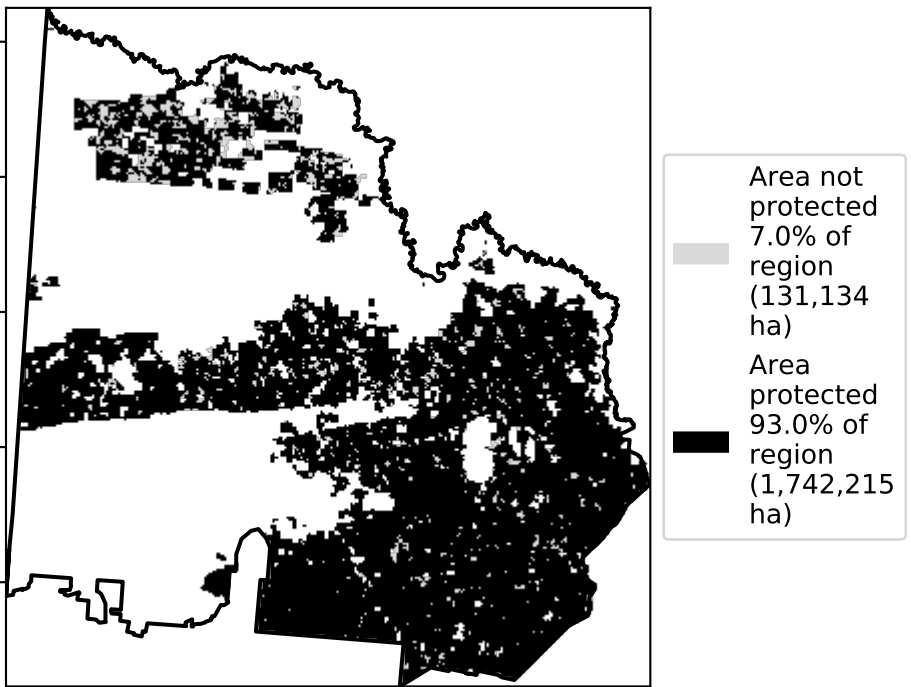 Area not
protected
7.0% of
region
(131,134
ha)
Area
protected
93.0% of
region
(1,742,215
ha)